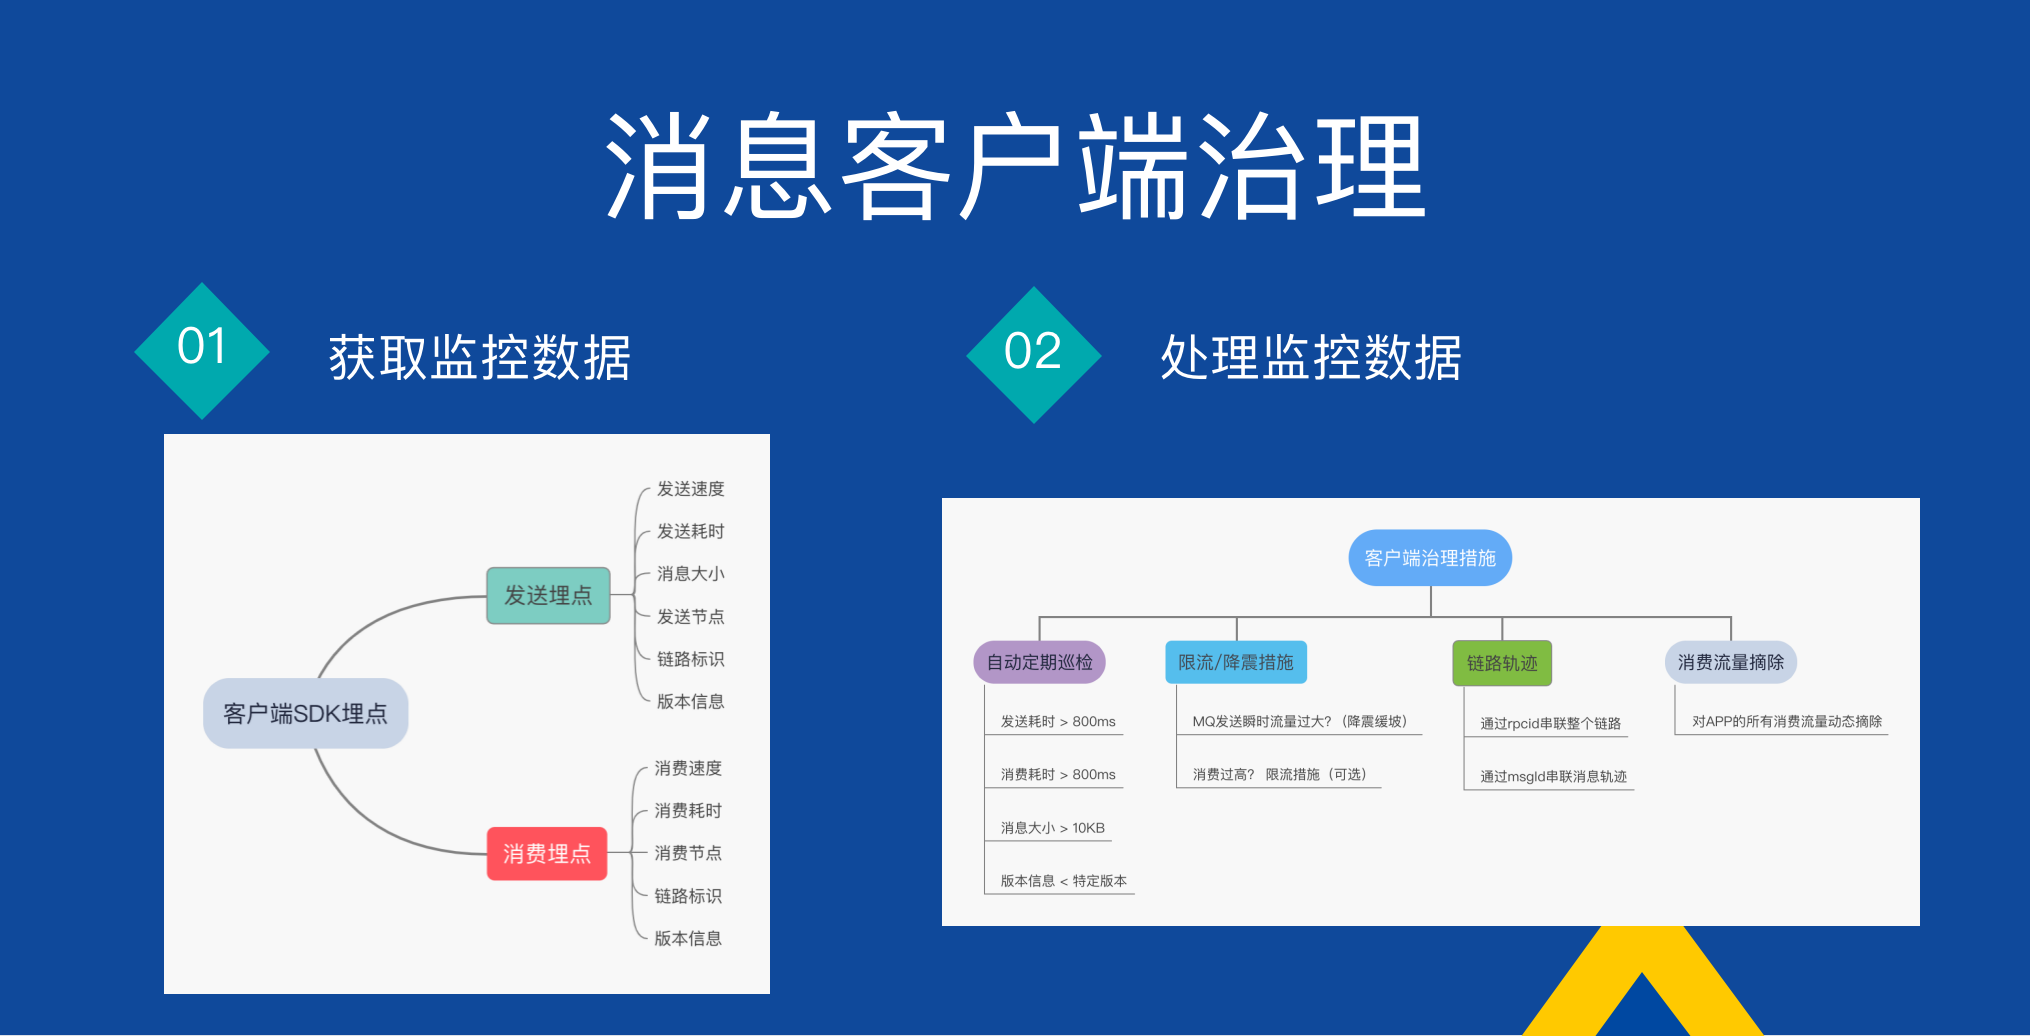 消息客户端治理
01
获取监控数据
客户端SDK埋点
发送埋点
发送速度
发送耗时
消息大小
发送节点
链路标识
版本信息
消费埋点
消费速度
消费耗时
消费节点
链路标识
版本信息
02
处理监控数据
客户端治理措施
自动定期巡检
发送耗时 > 800ms
消费耗时 > 800ms
消息大小 > 10KB
版本信息 < 特定版本
限流/降震措施
MQ发送瞬时流量过大？（降震缓坡）
消费过高？ 限流措施（可选）
链路轨迹
通过rpcid串联整个链路
通过msgId串联消息轨迹
消费流量摘除
对APP的所有消费流量动态摘除